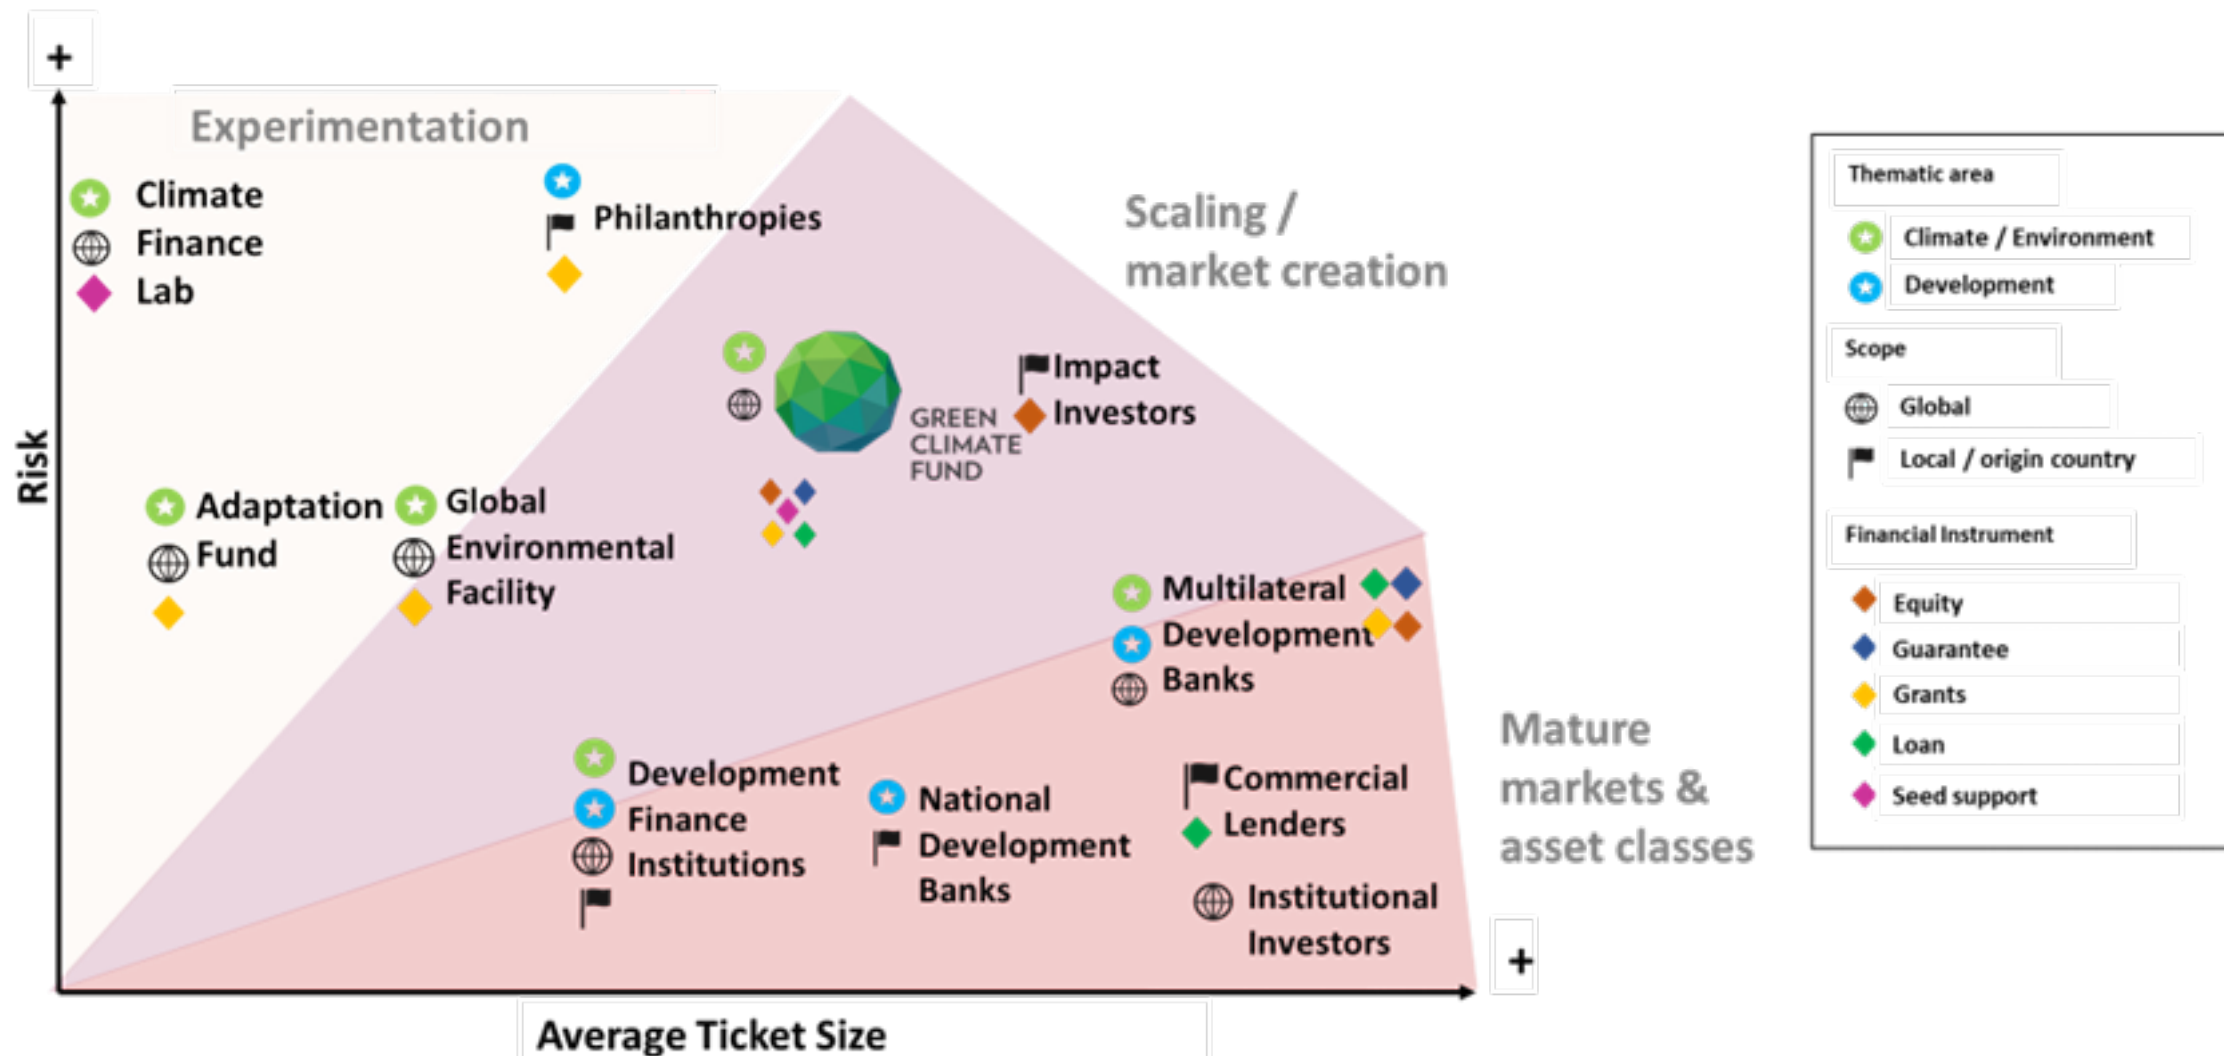 +
Experimentation
Climate
Finance
Lab
Philanthropies
Scaling /
market creation
GREEN
CLIMATE
FUND
Impact
Investors
Risk
Adaptation
Fund
Global
Environmental
Facility
Multilateral
Development
Banks
Development
Finance
Institutions
National
Development
Banks
Commercial
Lenders
Institutional
Investors
Mature
markets &
asset classes
+
Average Ticket Size
Thematic area
Climate / Environment
Development
Scope
Global
Local / origin country
Financial Instrument
Equity
Guarantee
Grants
Loan
Seed support